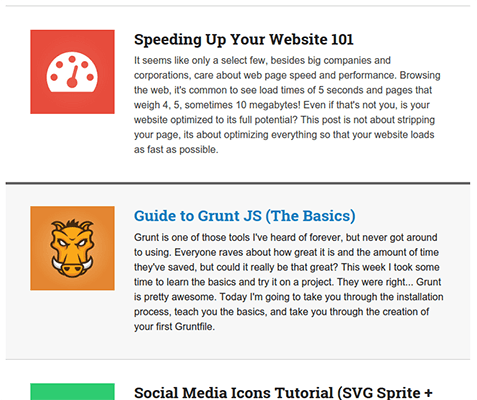 Speeding Up Your Website 101
It seems like only a select few, besides big companies and
corporations, care about web page speed and performance. Browsing
the web, it's common to see load times of 5 seconds and pages that
weigh 4, 5, sometimes 10 megabytes! Even if that's not you, is your
website optimized to its full potential? This post is not about stripping
your page, its about optimizing everything so that your website loads
as fast as possible.
Guide to Grunt JS (The Basics)
Grunt is one of those tools I've heard of forever, but never got around
to using. Everyone raves about how great it is and the amount of time
they've saved, but could it really be that great? This week I took some
time to learn the basics and try it on a project. They were right... Grunt
is pretty awesome. Today I'm going to take you through the installation
process, teach you the basics, and take you through the creation of
your first Gruntfile.
Social Media Icons Tutorial (SVG Sprite +